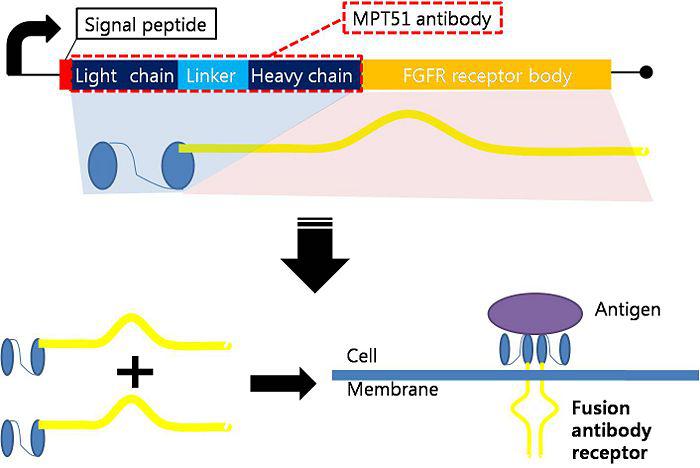 Signal peptide
MPT51 antibody
Light chain
Linker
Heavy chain
FGFR receptor body
Antigen
Cell
Membrane
Fusion
antibody
receptor